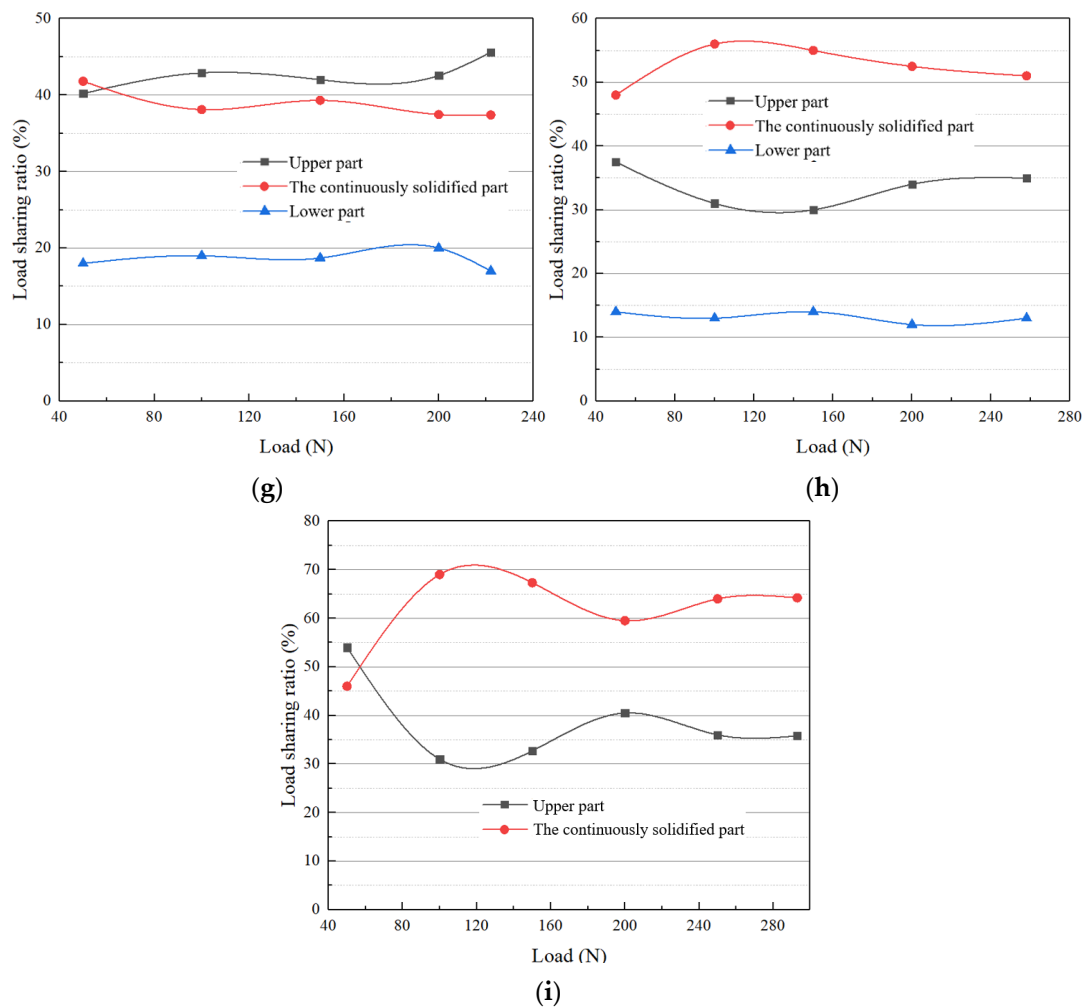 50
40
30
20
10
0
Load sharing ratio (%)
Upper part
The continuously solidified part
Lower part
40 80 120 160 200 240
Load (N)
(g)
60
50
40
30
20
10
0
Load sharing ratio (%)
Upper part
The continuously solidified part
Lower part
40 80 120 160 200 240 280
Load (N)
(h)
80
70
60
50
40
30
20
10
0
Load sharing ratio (%)
Upper part
The continuously solidified part
40 80 120 160 200 240 280
Load (N)
(i)